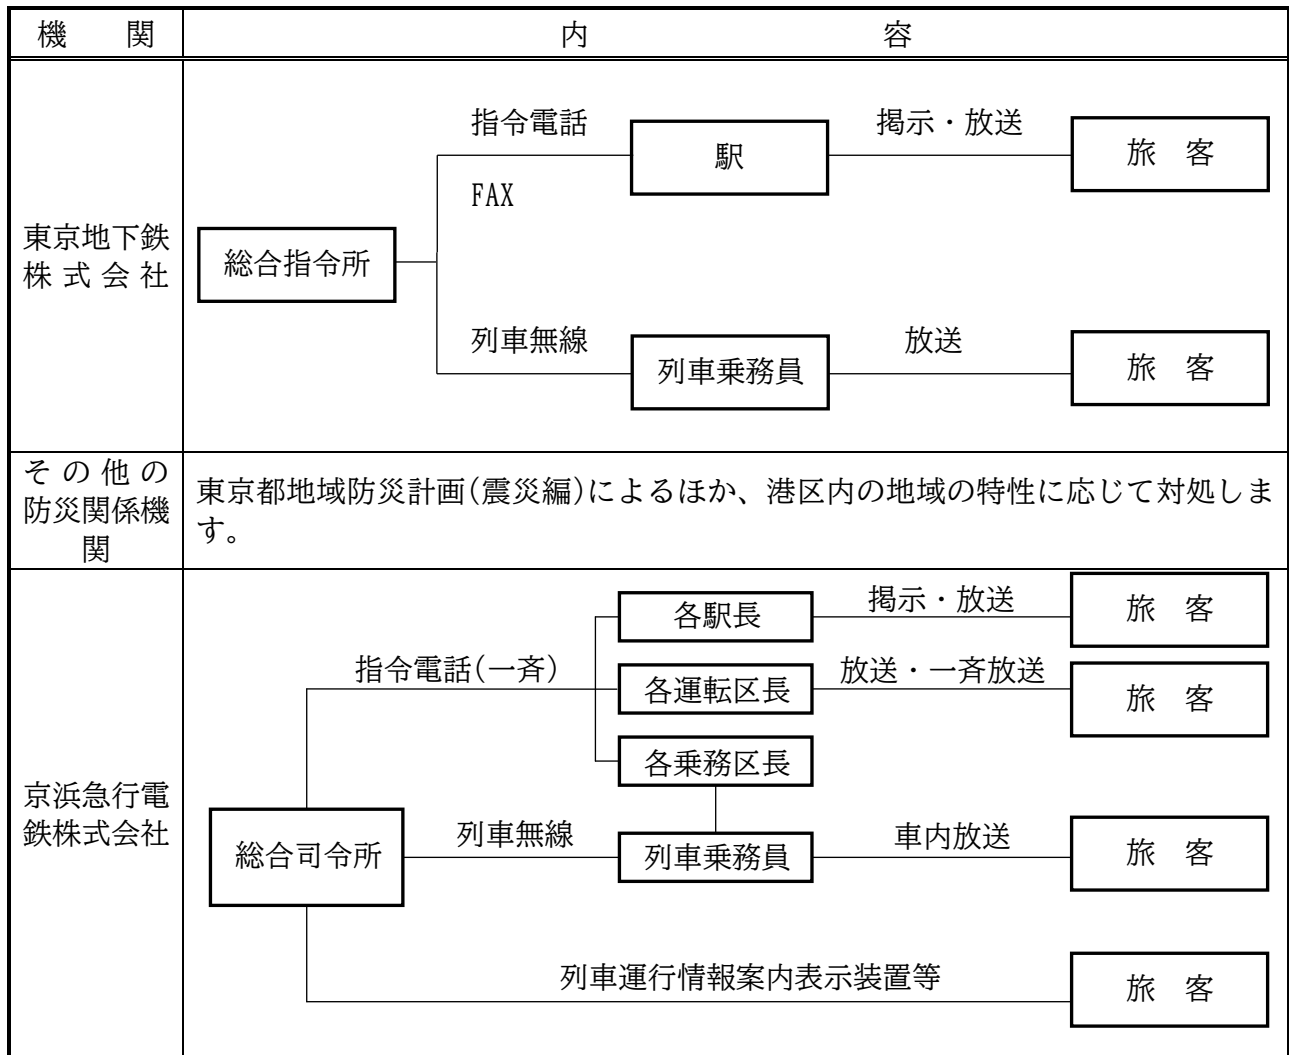 機　関
内　容
東京地下鉄
株式会社
総合指令所
指令電話
FAX
駅
掲示・放送
旅　客
列車無線
列車乗務員
放送
旅　客
その他の
防災関係機
関
東京都地域防災計画(震災編)によるほか、港区内の地域の特性に応じて対処しま
す。
京浜急行電
鉄株式会社
総合司令所
指令電話(一斉)
各駅長
掲示・放送
旅　客
各運転区長
放送・一斉放送
旅　客
各乗務区長
列車無線
列車乗務員
車内放送
旅　客
列車運行情報案内表示装置等
旅　客